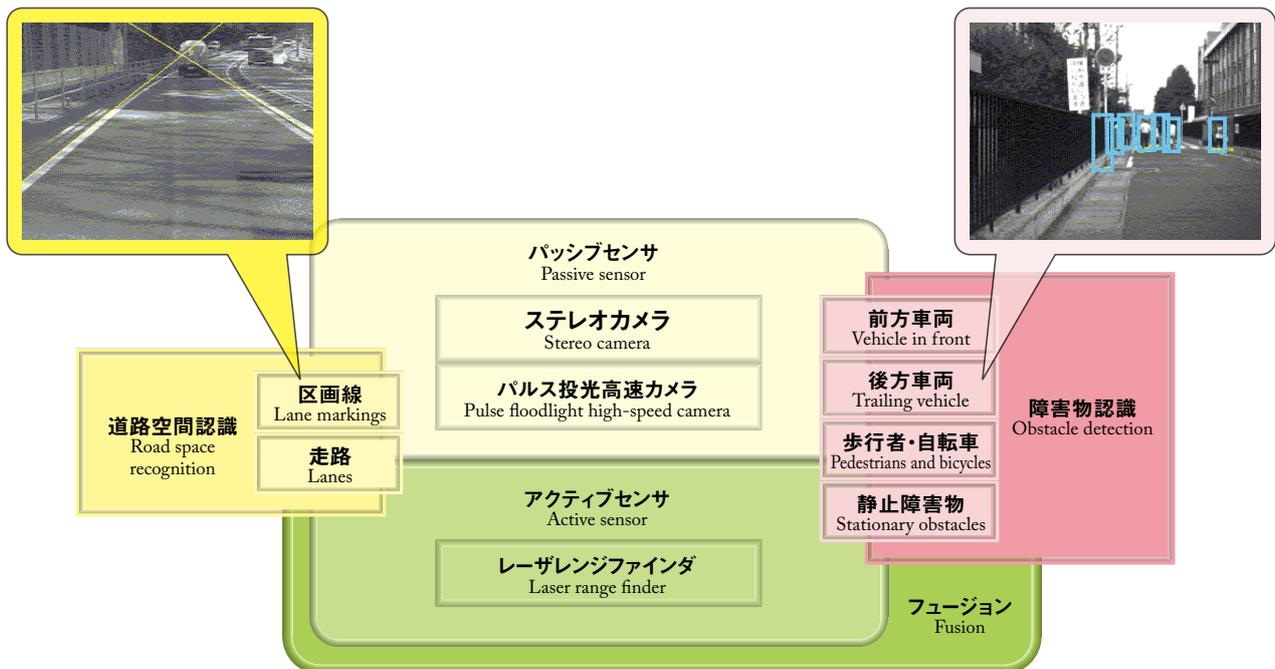 パッシブセンサ
Passive sensor
ステレオカメラ
Stereo camera
パルス投光高速カメラ
Pulse floodlight high-speed camera
道路空間認識
Road space
recognition
区画線
Lane markings
走路
Lanes
アクティブセンサ
Active sensor
レーザレンジファインダ
Laser range finder
前方車両
Vehicle in front
後方車両
Trailing vehicle
歩行者・自転車
Pedestrians and bicycles
静止障害物
Stationary obstacles
障害物認識
Obstacle detection
フュージョン
Fusion